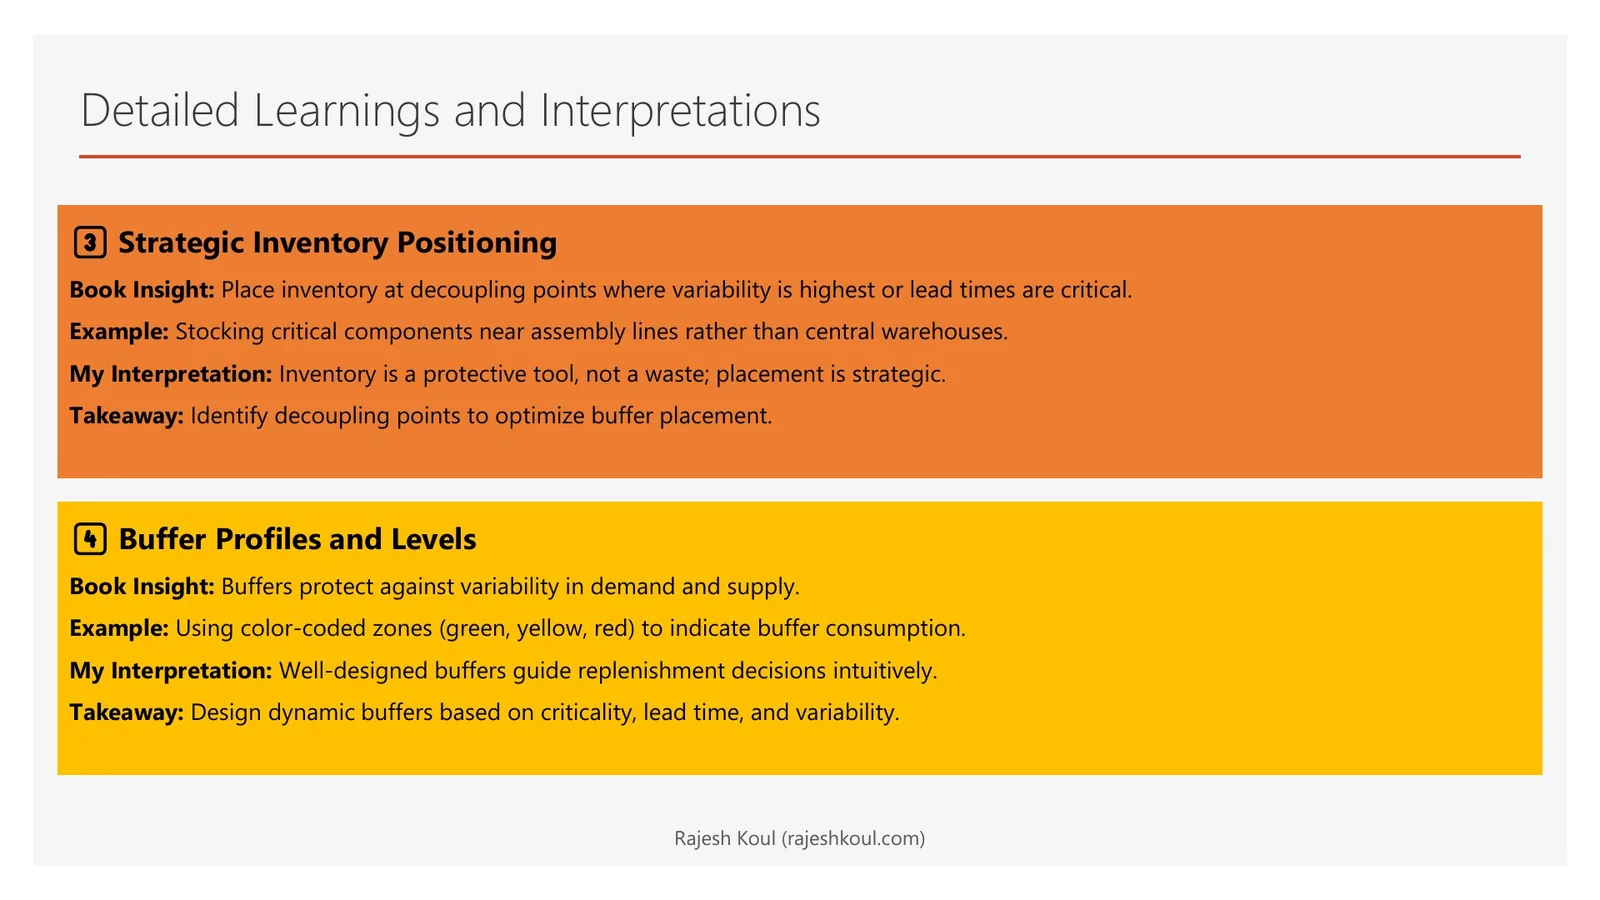 Detailed Learnings and Interpretations
3 Strategic Inventory Positioning
Book Insight: Place inventory at decoupling points where variability is highest or lead times are critical.
Example: Stocking critical components near assembly lines rather than central warehouses.
My Interpretation: Inventory is a protective tool, not a waste; placement is strategic.
Takeaway: Identify decoupling points to optimize buffer placement.
4 Buffer Profiles and Levels
Book Insight: Buffers protect against variability in demand and supply.
Example: Using color-coded zones (green, yellow, red) to indicate buffer consumption.
My Interpretation: Well-designed buffers guide replenishment decisions intuitively.
Takeaway: Design dynamic buffers based on criticality, lead time, and variability.
Rajesh Koul (rajeshkoul.com)